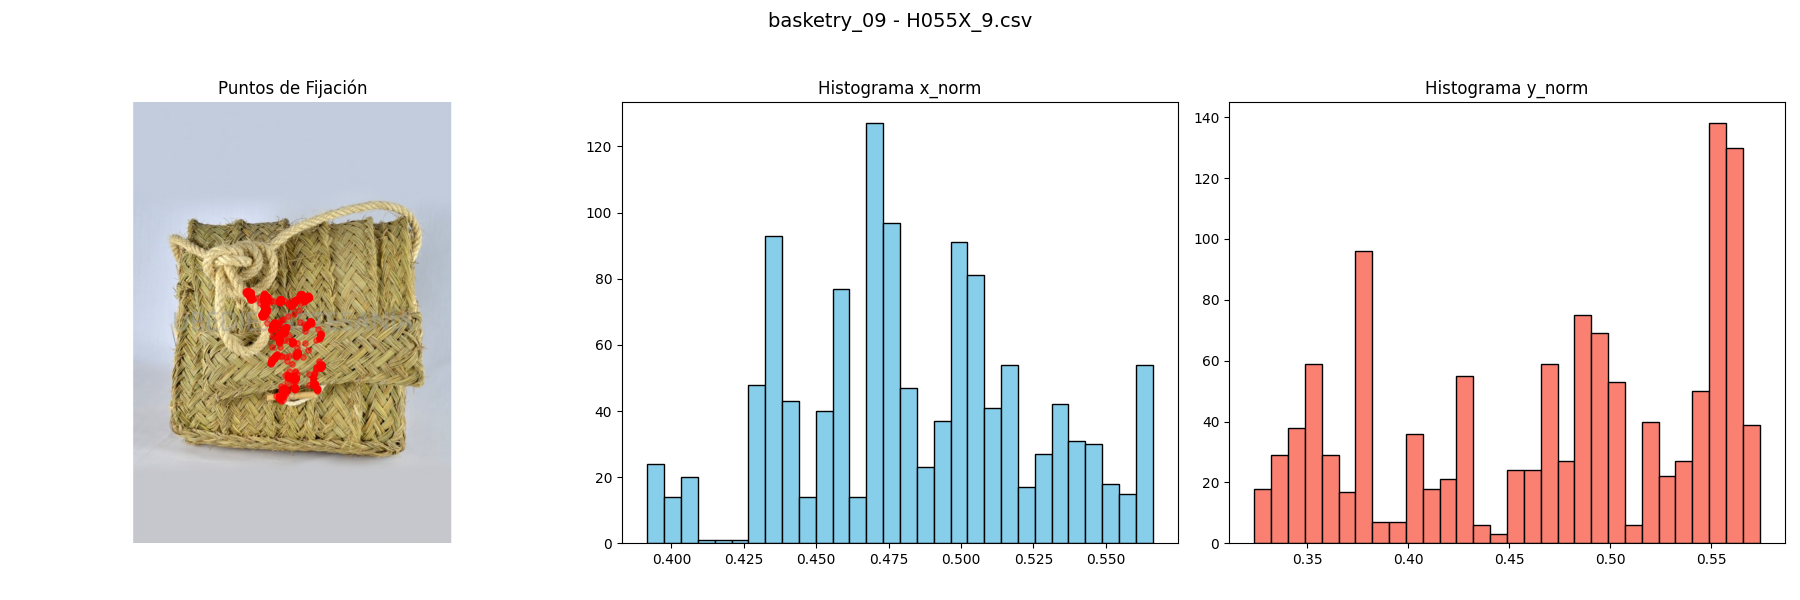 basketry_09 - H055X_9.csv
Puntos de Fijación
Histograma x_norm
Histograma y_norm
120
100
80
60
40
20
0
0.400 0.425 0.450 0.475 0.500 0.525 0.550
140
120
100
80
60
40
20
0
0.35 0.40 0.45 0.50 0.55